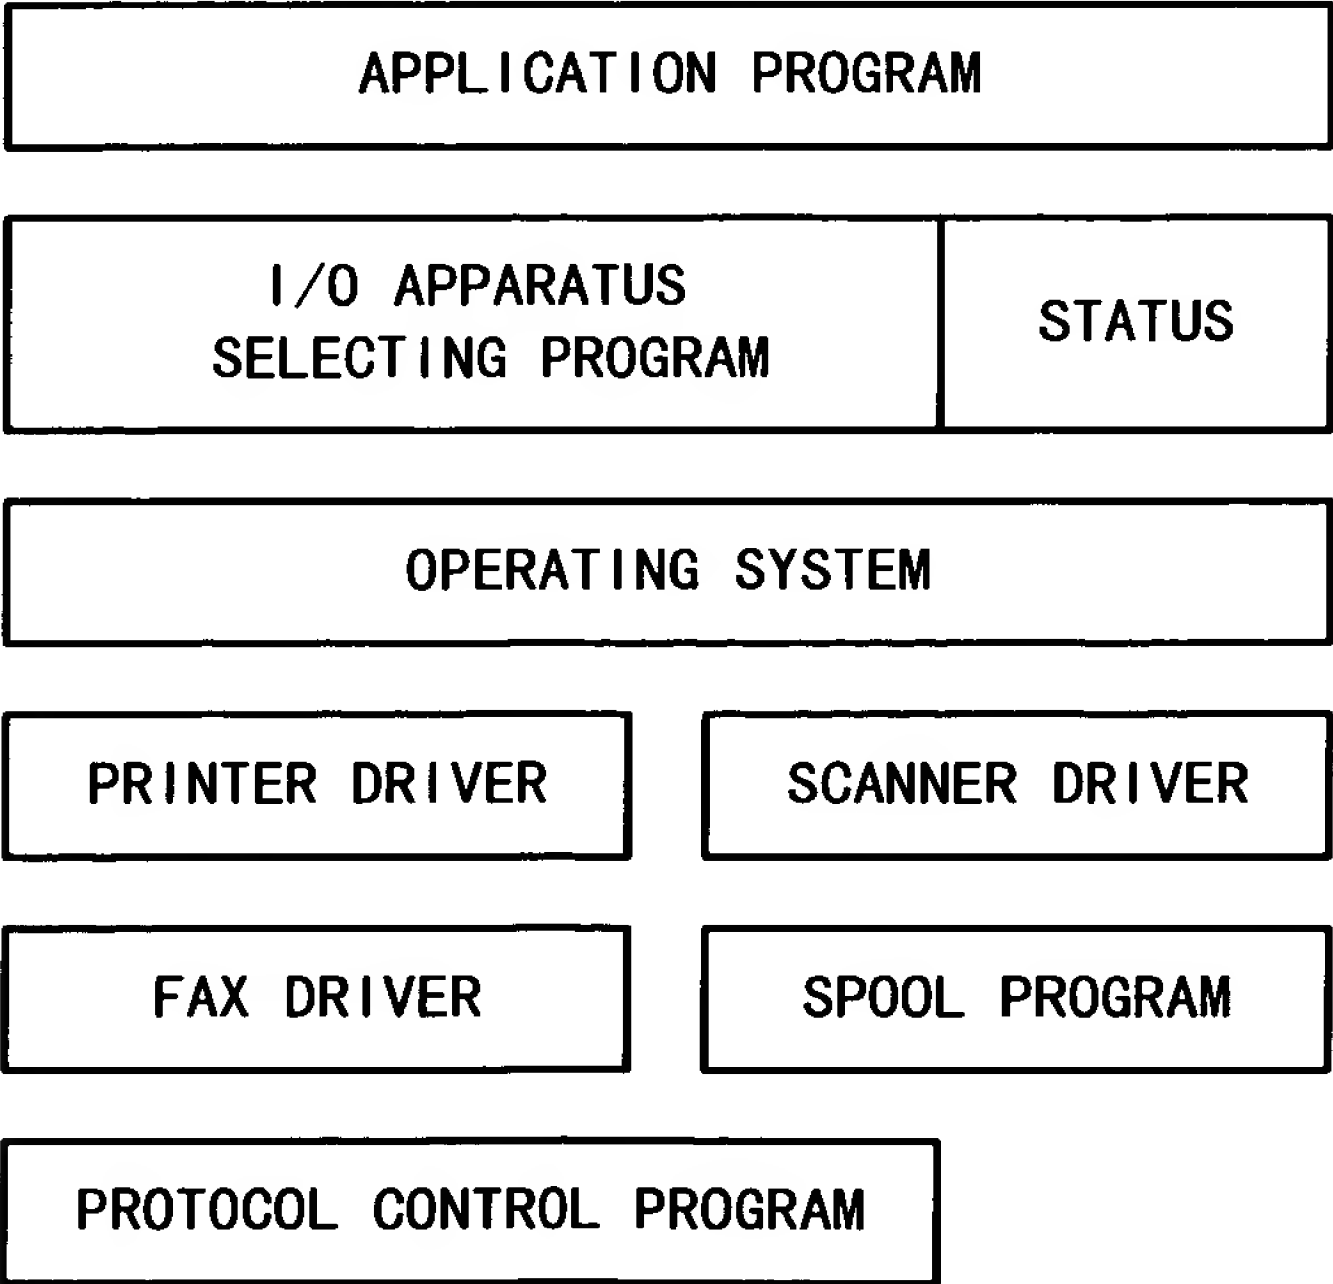 APPLICATION PROGRAM
I/O APPARATUS
SELECTING PROGRAM
STATUS
OPERATING SYSTEM
PRINTER DRIVER
SCANNER DRIVER
FAX DRIVER
SPOOL PROGRAM
PROTOCOL CONTROL PROGRAM